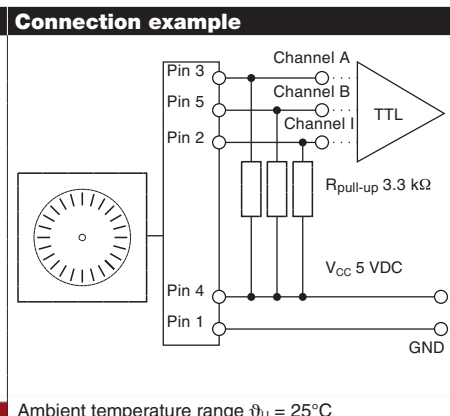 Connection example
Pin 3
Channel A
Pin 5
Channel B
TTL
Pin 2
Channel I
Rpull-up 3.3 kΩ
VCC 5 VDC
Pin 4
Pin 1
GND
Ambient temperature range ϑU = 25°C